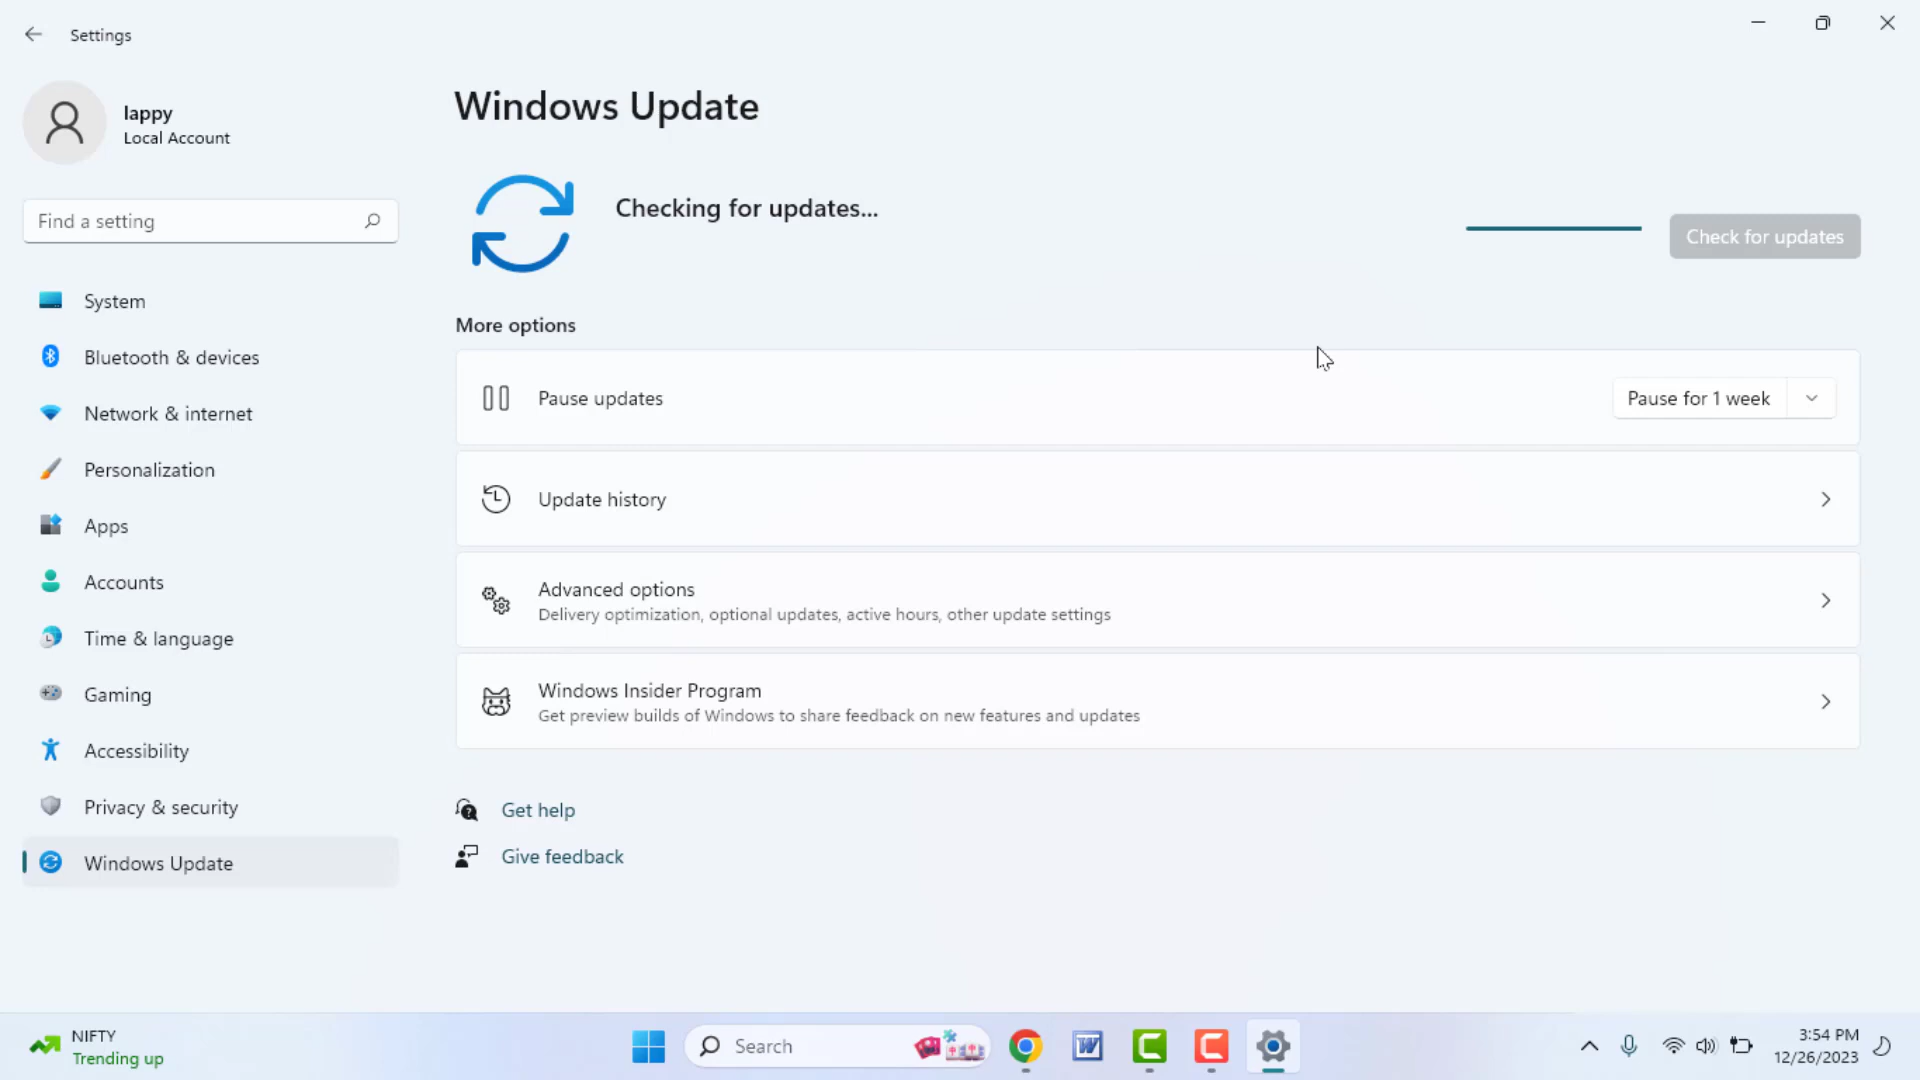 Settings
lappy
Local Account
Find a setting
System
Bluetooth & devices
Network & internet
Personalization
Apps
Accounts
Time & language
Gaming
Accessibility
Privacy & security
Windows Update
Windows Update
Checking for updates...
Check for updates
More options
Pause updates
Pause for 1 week
Update history
Advanced options
Delivery optimization, optional updates, active hours, other update settings
Windows Insider Program
Get preview builds of Windows to share feedback on new features and updates
Get help
Give feedback
NIFTY
Trending up
Search
3:54 PM
12/26/2023